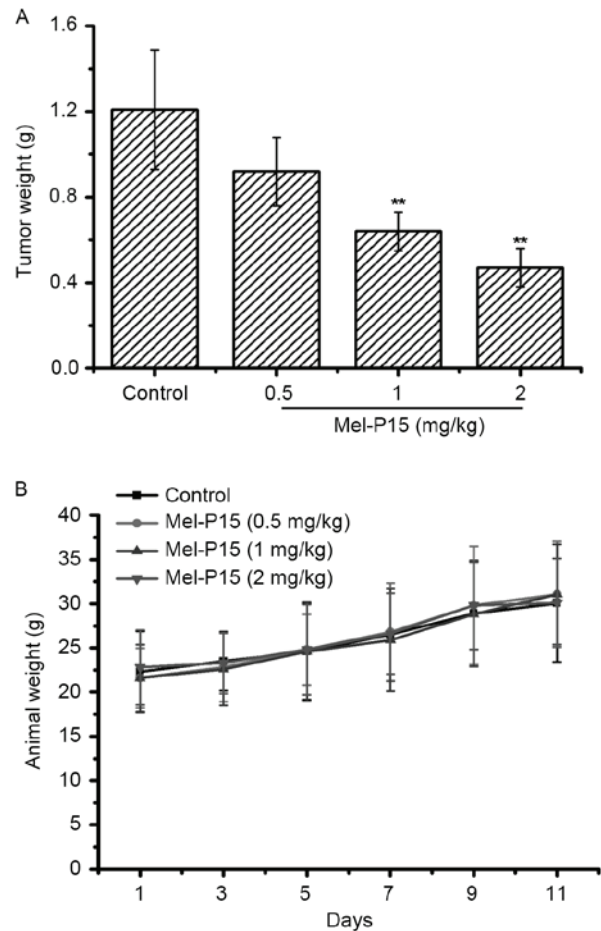 A
1.6
1.2
0.8
0.4
0.0
Tumor weight (g)
**
**
Control
0.5
1
2
Mel-P15 (mg/kg)
B
Control
Mel-P15 (0.5 mg/kg)
Mel-P15 (1 mg/kg)
Mel-P15 (2 mg/kg)
40
35
30
25
20
15
10
5
0
Animal weight (g)
1
3
5
7
9
11
Days